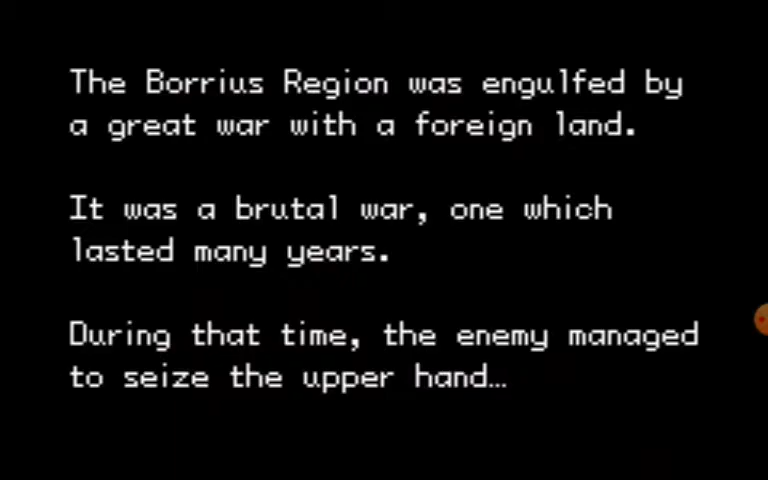 The Borrius Region was engulfed by
a great war with a foreign land.
It was a brutal war, one which
lasted many years.
During that time, the enemy managed
to seize the upper hand…